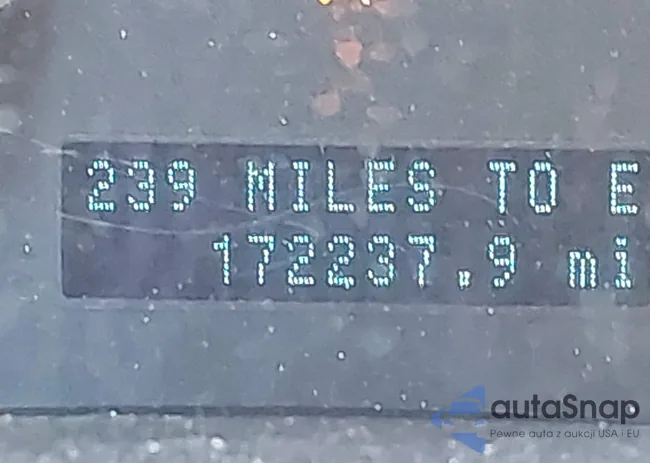 239 MILES TO E
172237.9 mi
autaSnap
Pewne auta z aukcji USA i EU